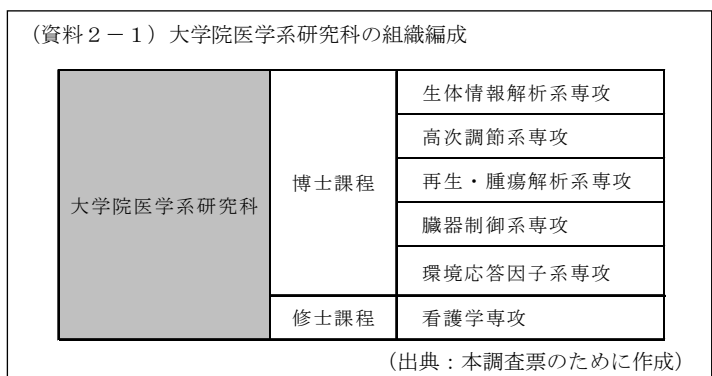 （資料２－１）大学院医学系研究科の組織編成
生体情報解析系専攻
高次調節系専攻
大学院医学系研究科
博士課程
再生・腫瘍解析系専攻
臓器制御系専攻
環境応答因子系専攻
修士課程
看護学専攻
（出典：本調査票のために作成）